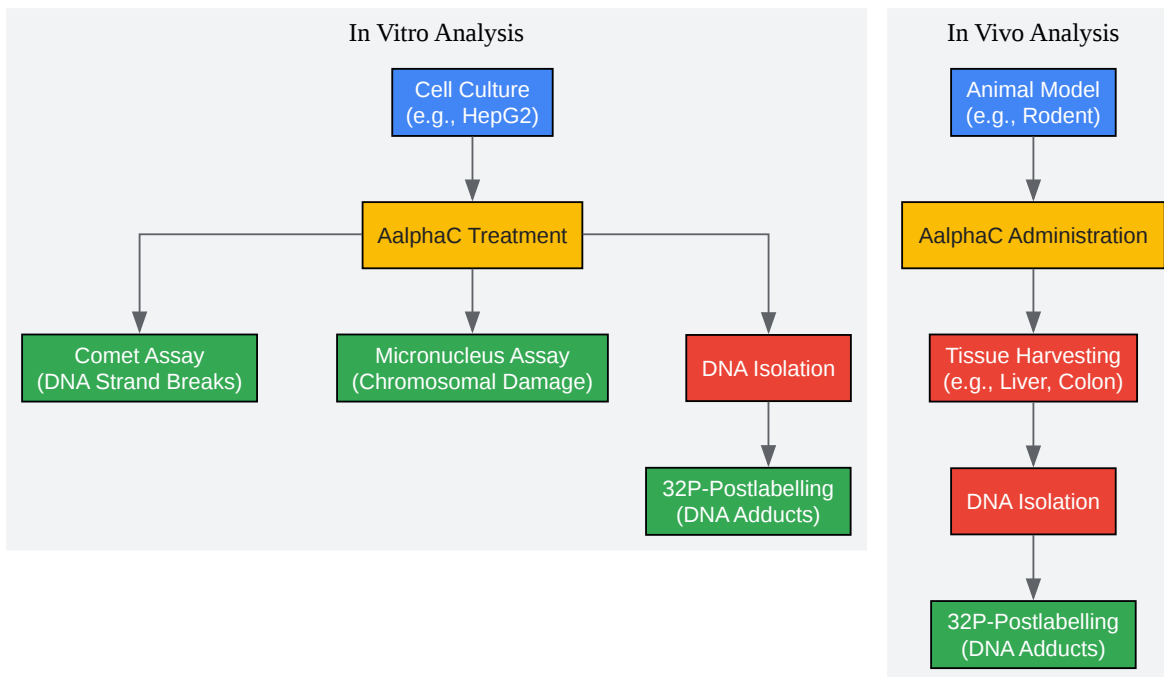 In Vitro Analysis
Cell Culture
(e.g., HepG2)
AalphaC Treatment
Comet Assay
(DNA Strand Breaks)
Micronucleus Assay
(Chromosomal Damage)
DNA Isolation
32P-Postlabelling
(DNA Adducts)
In Vivo Analysis
Animal Model
(e.g., Rodent)
AalphaC Administration
Tissue Harvesting
(e.g., Liver, Colon)
DNA Isolation
32P-Postlabelling
(DNA Adducts)